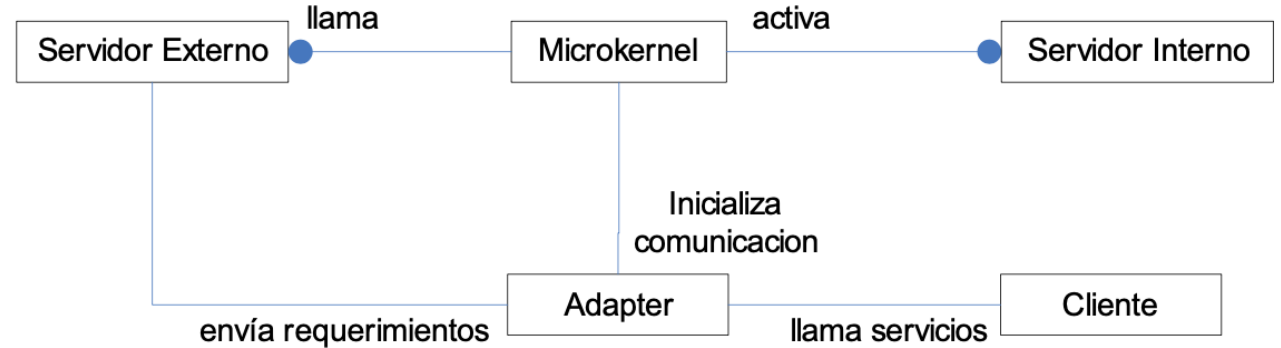 llama
activa
Servidor Externo
Microkernel
Servidor Interno
Inicializa
comunicacion
Adapter
Cliente
envía requerimientos
llama servicios